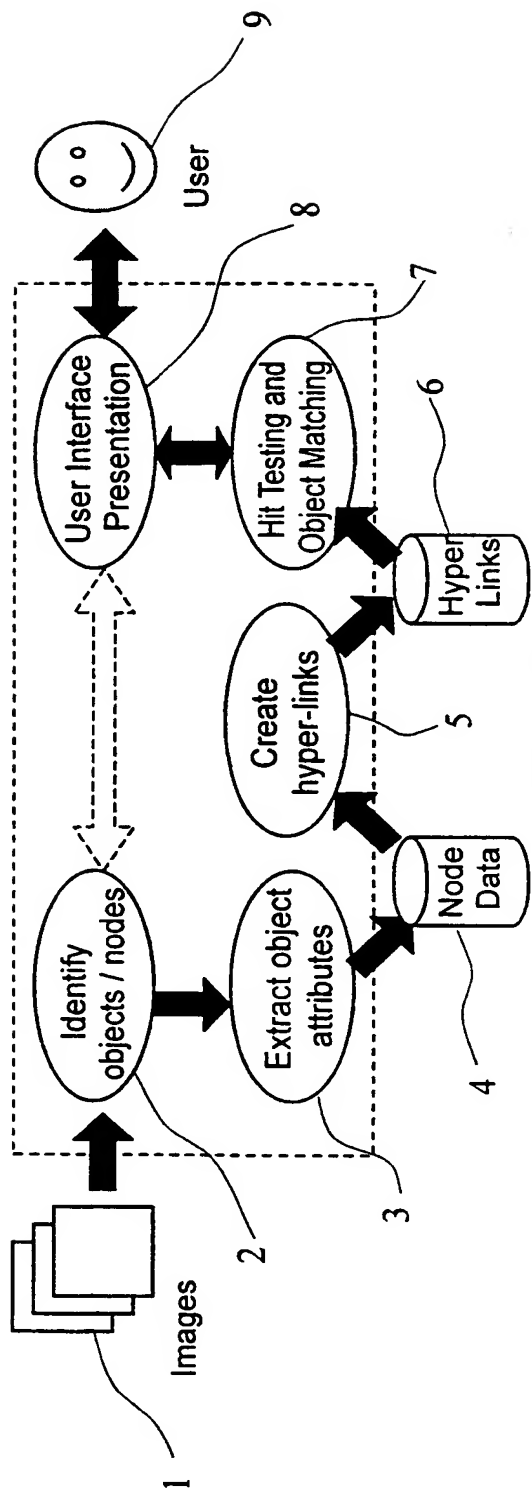 1
Images
2
Identify
objects / nodes
3
Extract object
attributes
4
Node
Data
5
Create
hyper-links
6
Hyper
Links
7
Hit Testing and
Object Matching
8
User Interface
Presentation
9
User